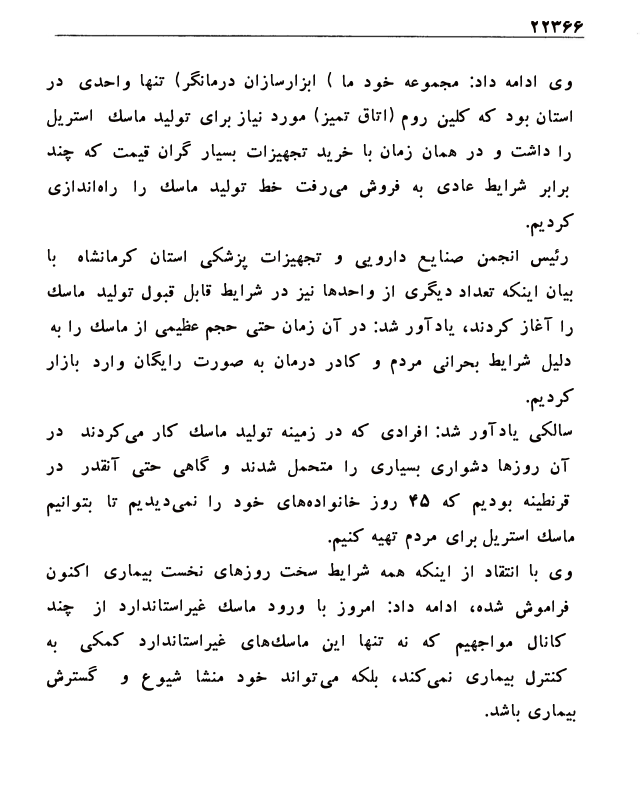 ۲۲۳۶۶
وی ادامه داد: مجموعه خود ما ) ابزارسازان درمانگر) تنها واحدی در
استان بود که کلین روم (اتاق تمیز) مورد نیاز برای تولید ماسك استریل
را داشت و در همان زمان با خرید تجهیزات بسیار گران قیمت که چند
برابر شرایط عادی به فروش می‌رفت خط تولید ماسك را راه‌اندازی
کردیم.
رئیس انجمن صنایع دارویی و تجهیزات پزشکی استان کرمانشاه با
بیان اینکه تعداد دیگری از واحدها نیز در شرایط قابل قبول تولید ماسك
را آغاز کردند، یادآور شد: در آن زمان حتی حجم عظیمی از ماسك را به
دلیل شرایط بحرانی مردم و کادر درمان به صورت رایگان وارد بازار
کردیم.
سالکی یادآور شد: افرادی که در زمینه تولید ماسك کار می‌کردند در
آن روزها دشواری بسیاری را متحمل شدند و گاهی حتی آنقدر در
قرنطینه بودیم که ۴۵ روز خانواده‌های خود را نمی‌دیدیم تا بتوانیم
ماسك استریل برای مردم تهیه کنیم.
وی با انتقاد از اینکه همه شرایط سخت روزهای نخست بیماری اکنون
فراموش شده، ادامه داد: امروز با ورود ماسك غیراستاندارد از چند
کانال مواجهیم که نه تنها این ماسك‌های غیراستاندارد کمکی به
کنترل بیماری نمی‌کند، بلکه می‌تواند خود منشا شیوع و گسترش
بیماری باشد.